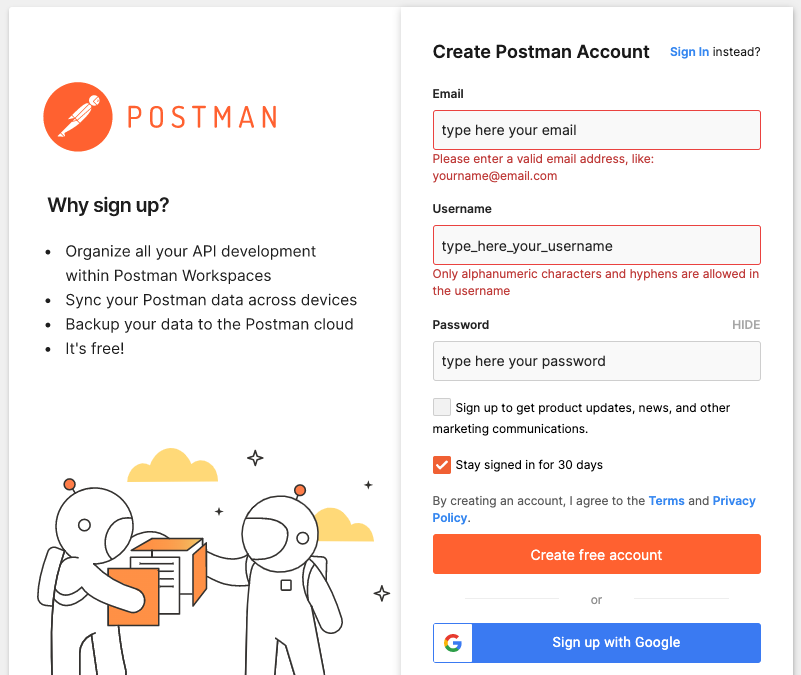 POSTMAN
Why sign up?
• Organize all your API development
within Postman Workspaces
• Sync your Postman data across devices
• Backup your data to the Postman cloud
• It's free!
Create Postman Account
Sign In instead?
Email
type here your email
Please enter a valid email address, like:
yourname@email.com
Username
type_here_your_username
Only alphanumeric characters and hyphens are allowed in
the username
Password HIDE
type here your password
Sign up to get product updates, news, and other
marketing communications.
Stay signed in for 30 days
By creating an account, I agree to the Terms and Privacy
Policy.
Create free account
or
G Sign up with Google